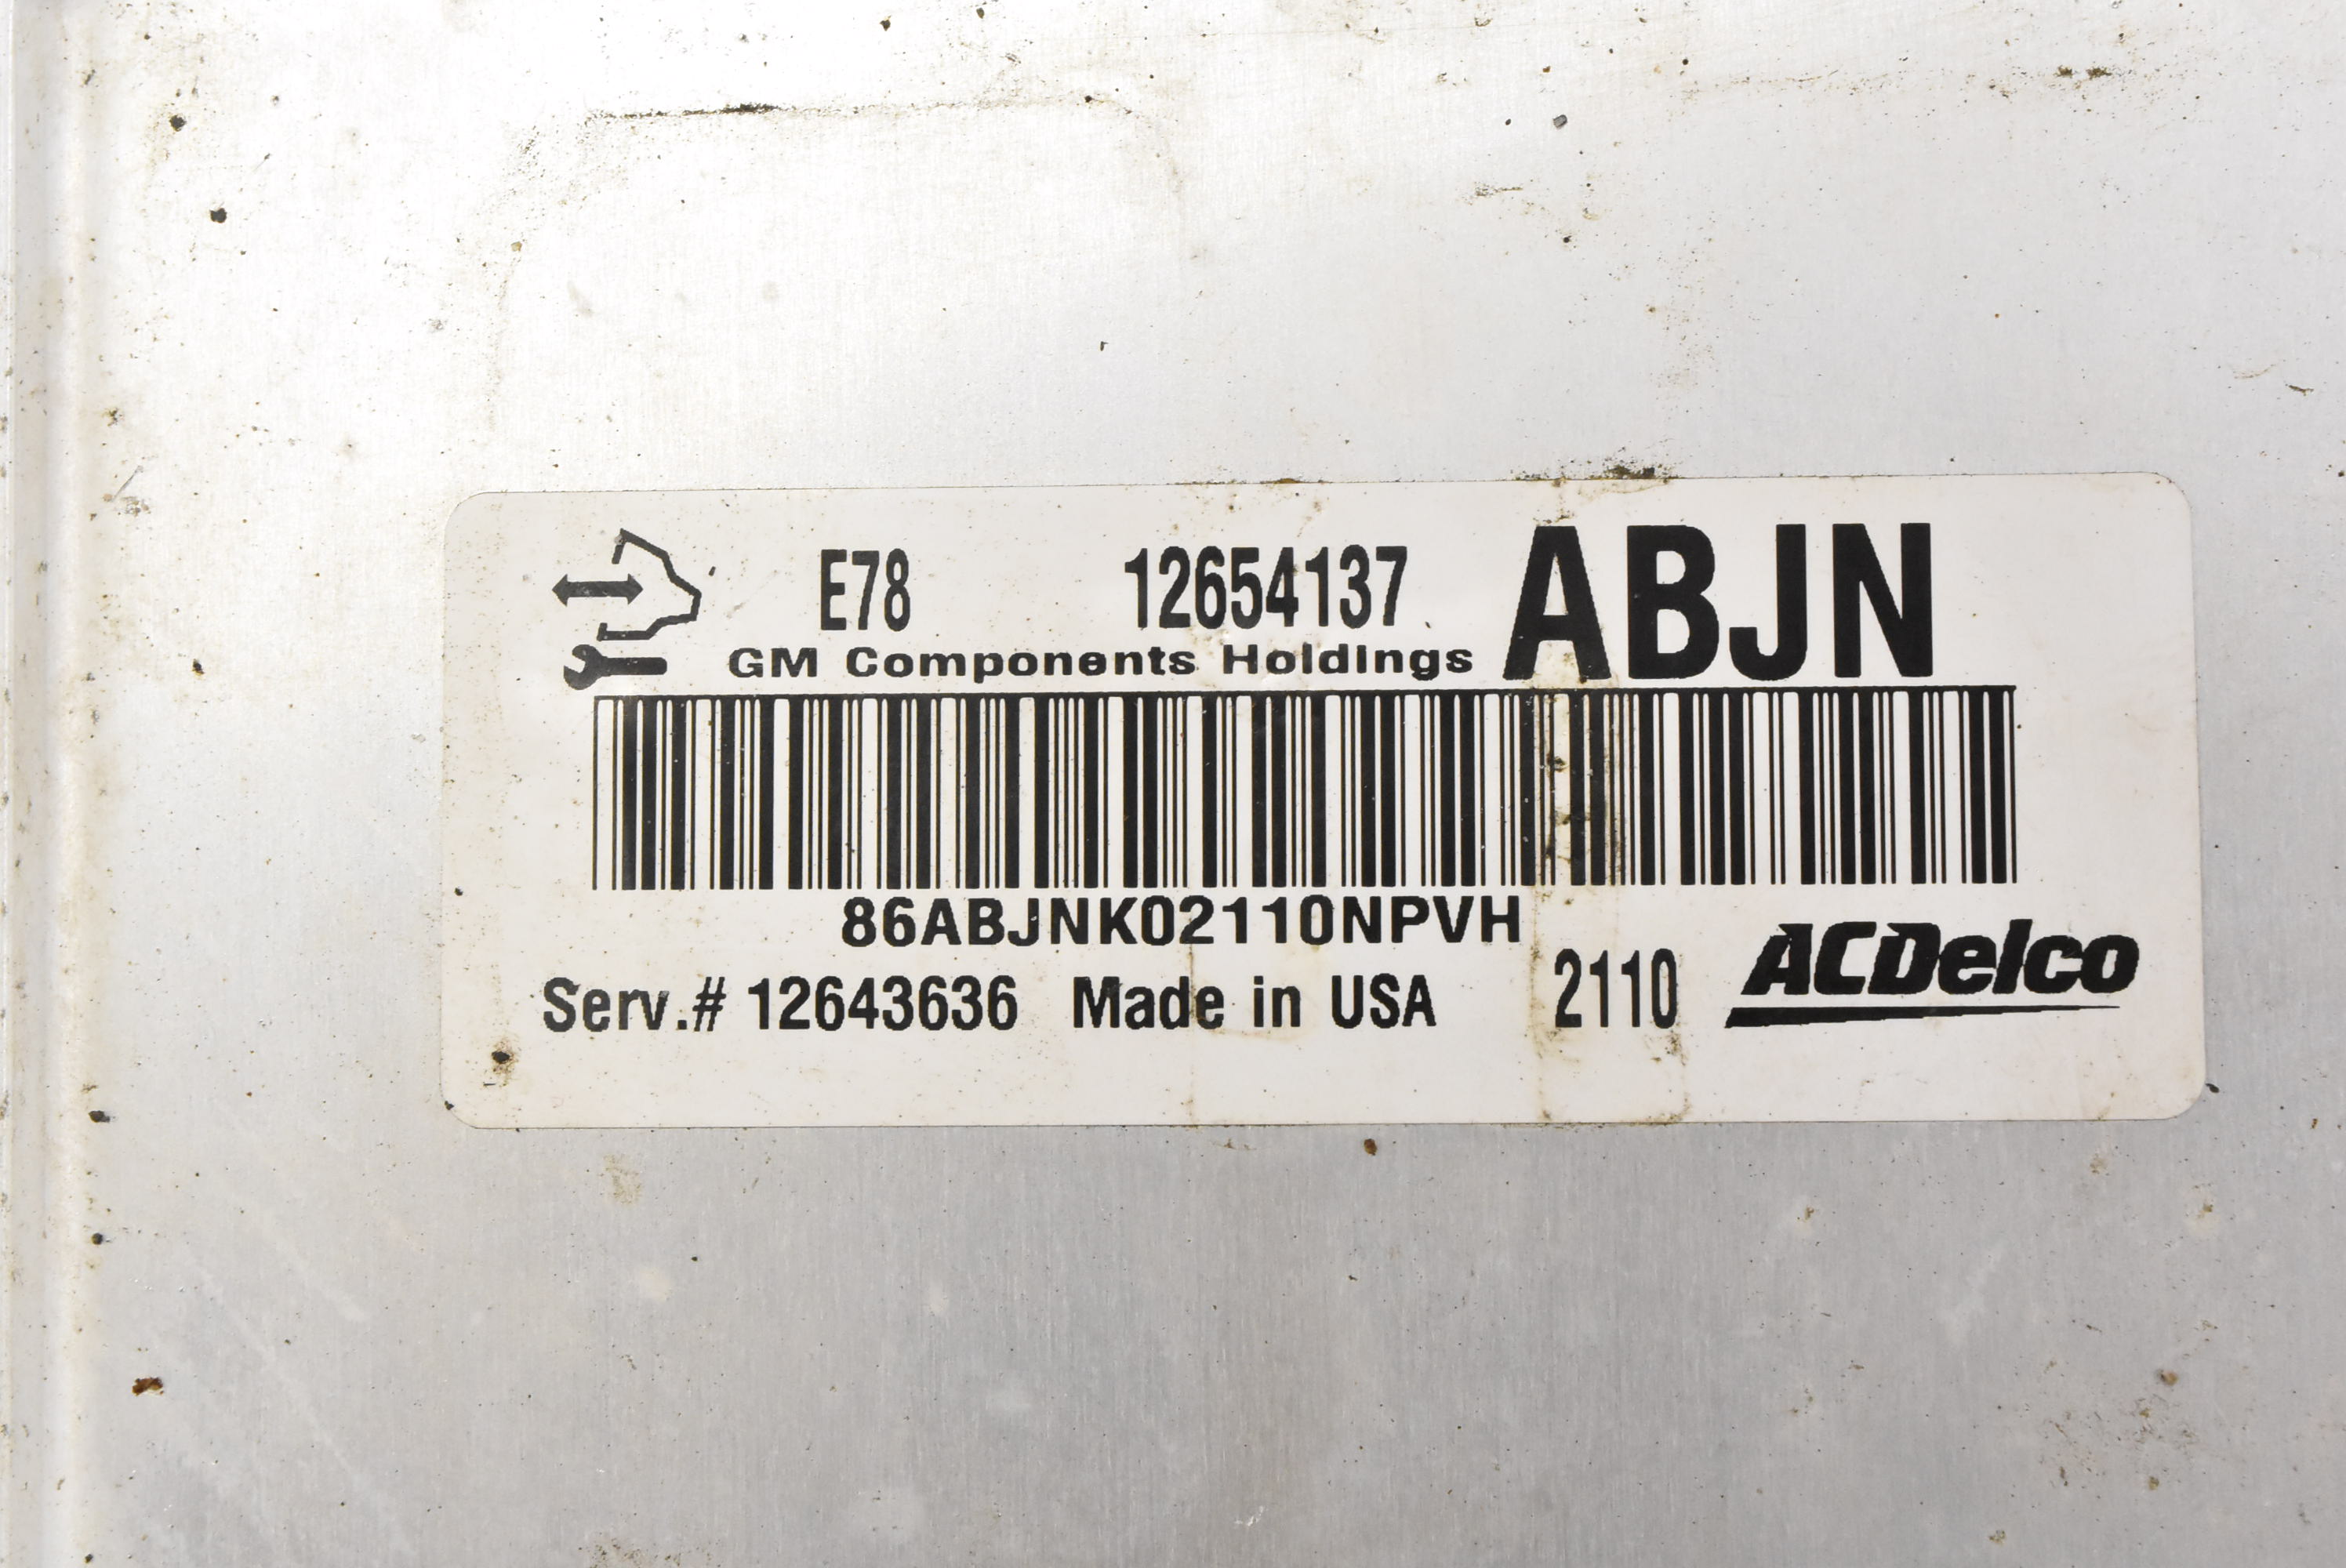 E78 12654137 ABJN
GM Components Holdings
86ABJNK02110NPVH
Serv.# 12643636 Made in USA 2110 ACDelco